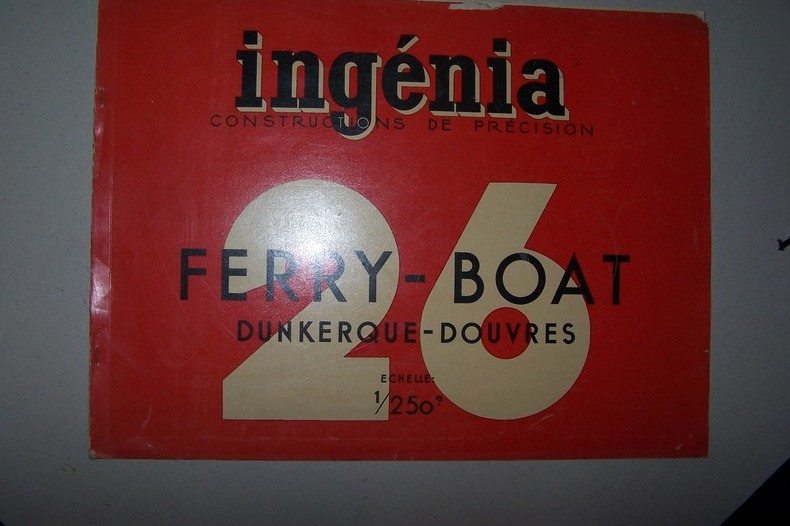 ingénia
CONSTRUCTIONS DE PRÉCISION
26
FERRY-BOAT
DUNKERQUE-DOUVRES
ECHELLE:
1/250e